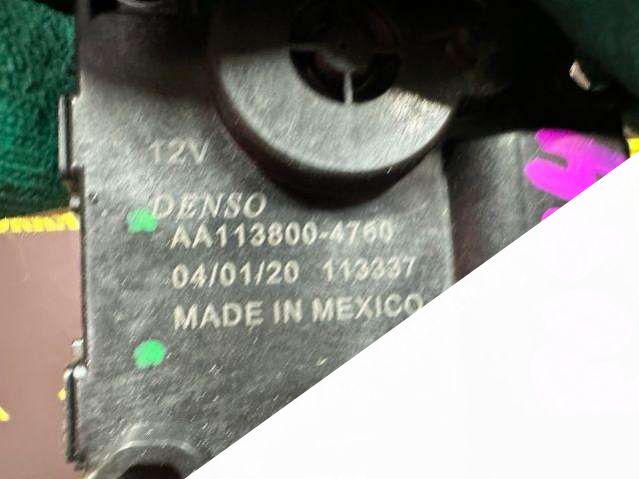 12V
DENSO
AA113800-4760
04/01/20 113337
MADE IN MEXICO